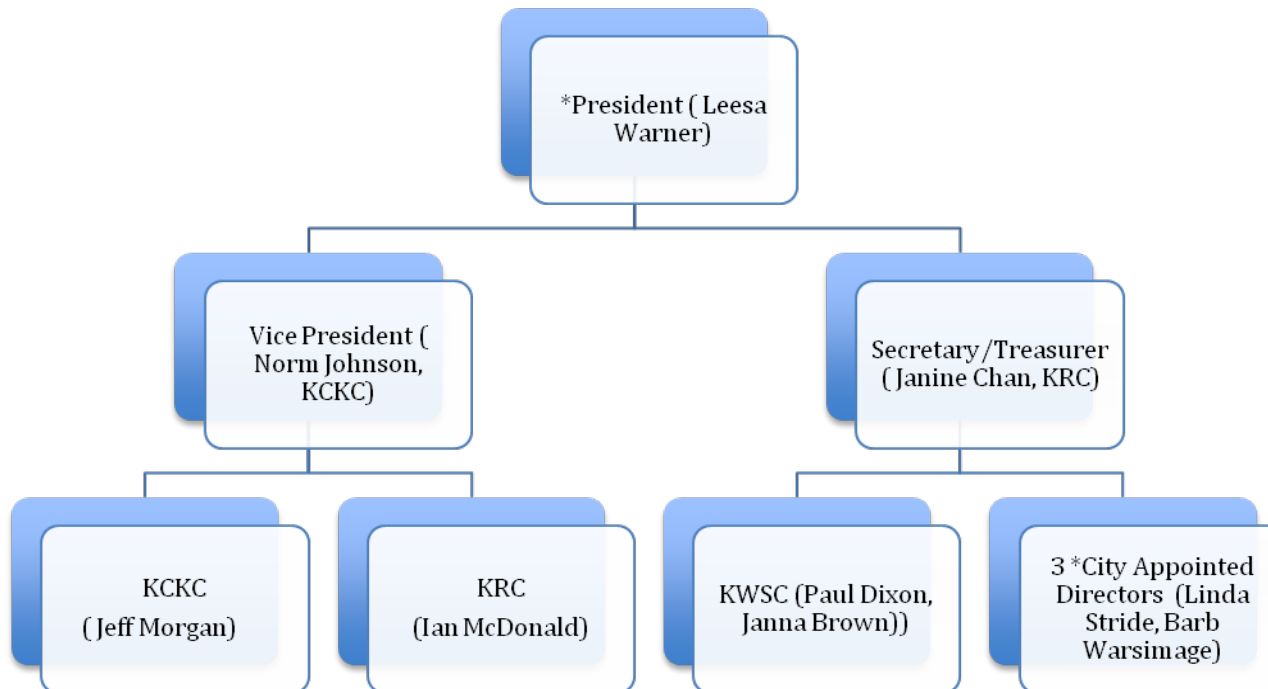 *President ( Leesa
Warner)
Vice President (
Norm Johnson,
KCKC)
Secretary/Treasurer
( Janine Chan, KRC)
KCKC
( Jeff Morgan)
KRC
(Ian McDonald)
KWSC (Paul Dixon,
Janna Brown))
3 *City Appointed
Directors (Linda
Stride, Barb
Warsimage)